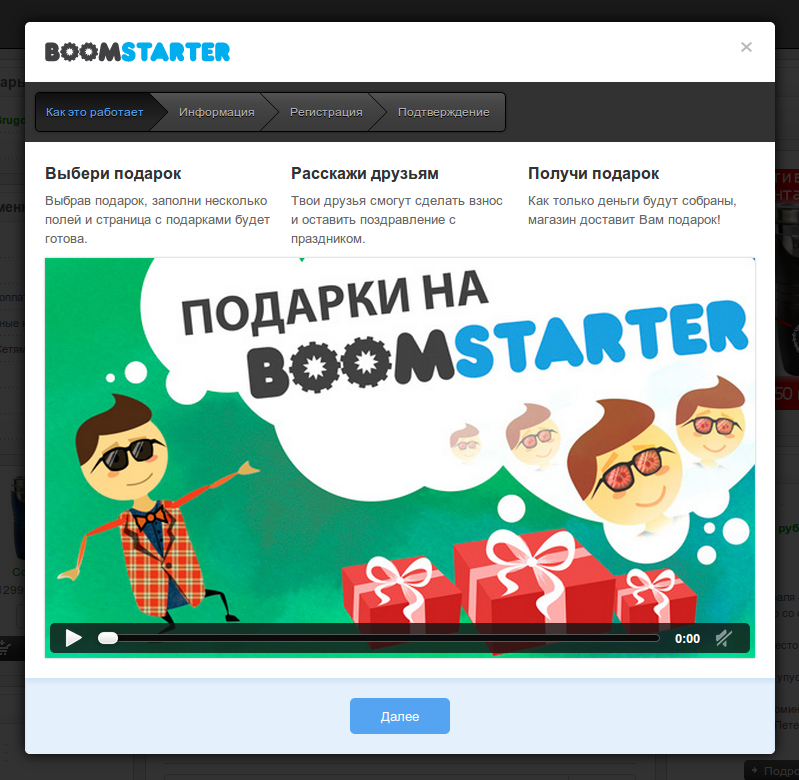 BOOMSTARTER
×
Как это работает
Информация
Регистрация
Подтверждение
Выбери подарок
Выбрав подарок, заполни несколько
полей и страница с подарками будет
готова.
Расскажи друзьям
Твои друзья смогут сделать взнос
и оставить поздравление с
праздником.
Получи подарок
Как только деньги будут собраны,
магазин доставит Вам подарок!
ПОДАРКИ НА
BOOMSTARTER
0:00
Далее